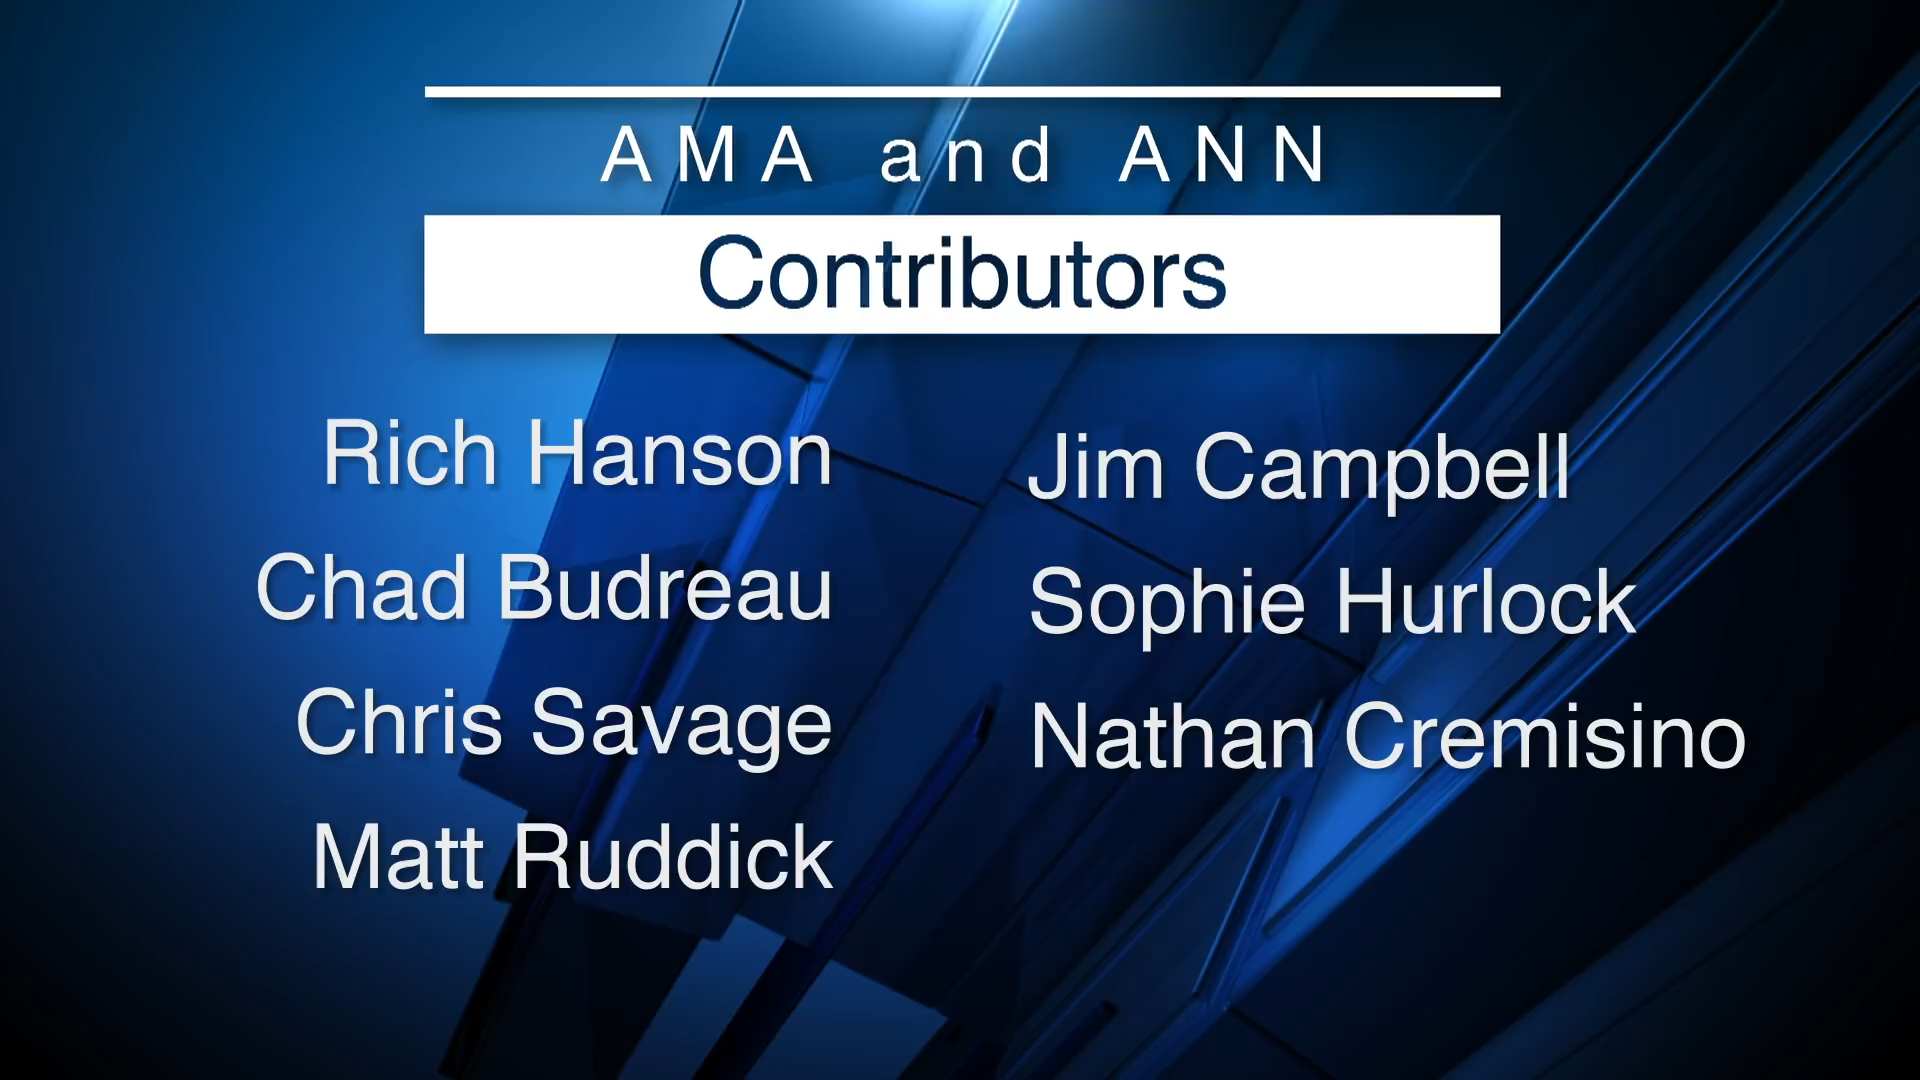 AMA and ANN
Contributors
Rich Hanson
Chad Budreau
Chris Savage
Matt Ruddick
Jim Campbell
Sophie Hurlock
Nathan Cremisino